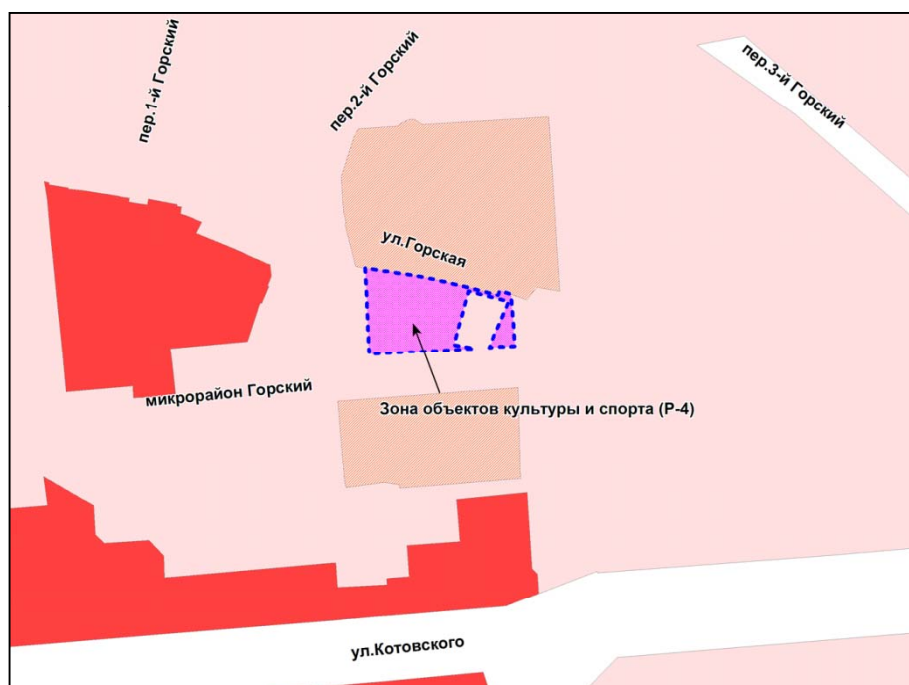 пер.1-й Горский
пер.2-й Горский
пер.3-й Горский
ул.Горская
микрорайон Горский
Зона объектов культуры и спорта (Р-4)
ул.Котовского